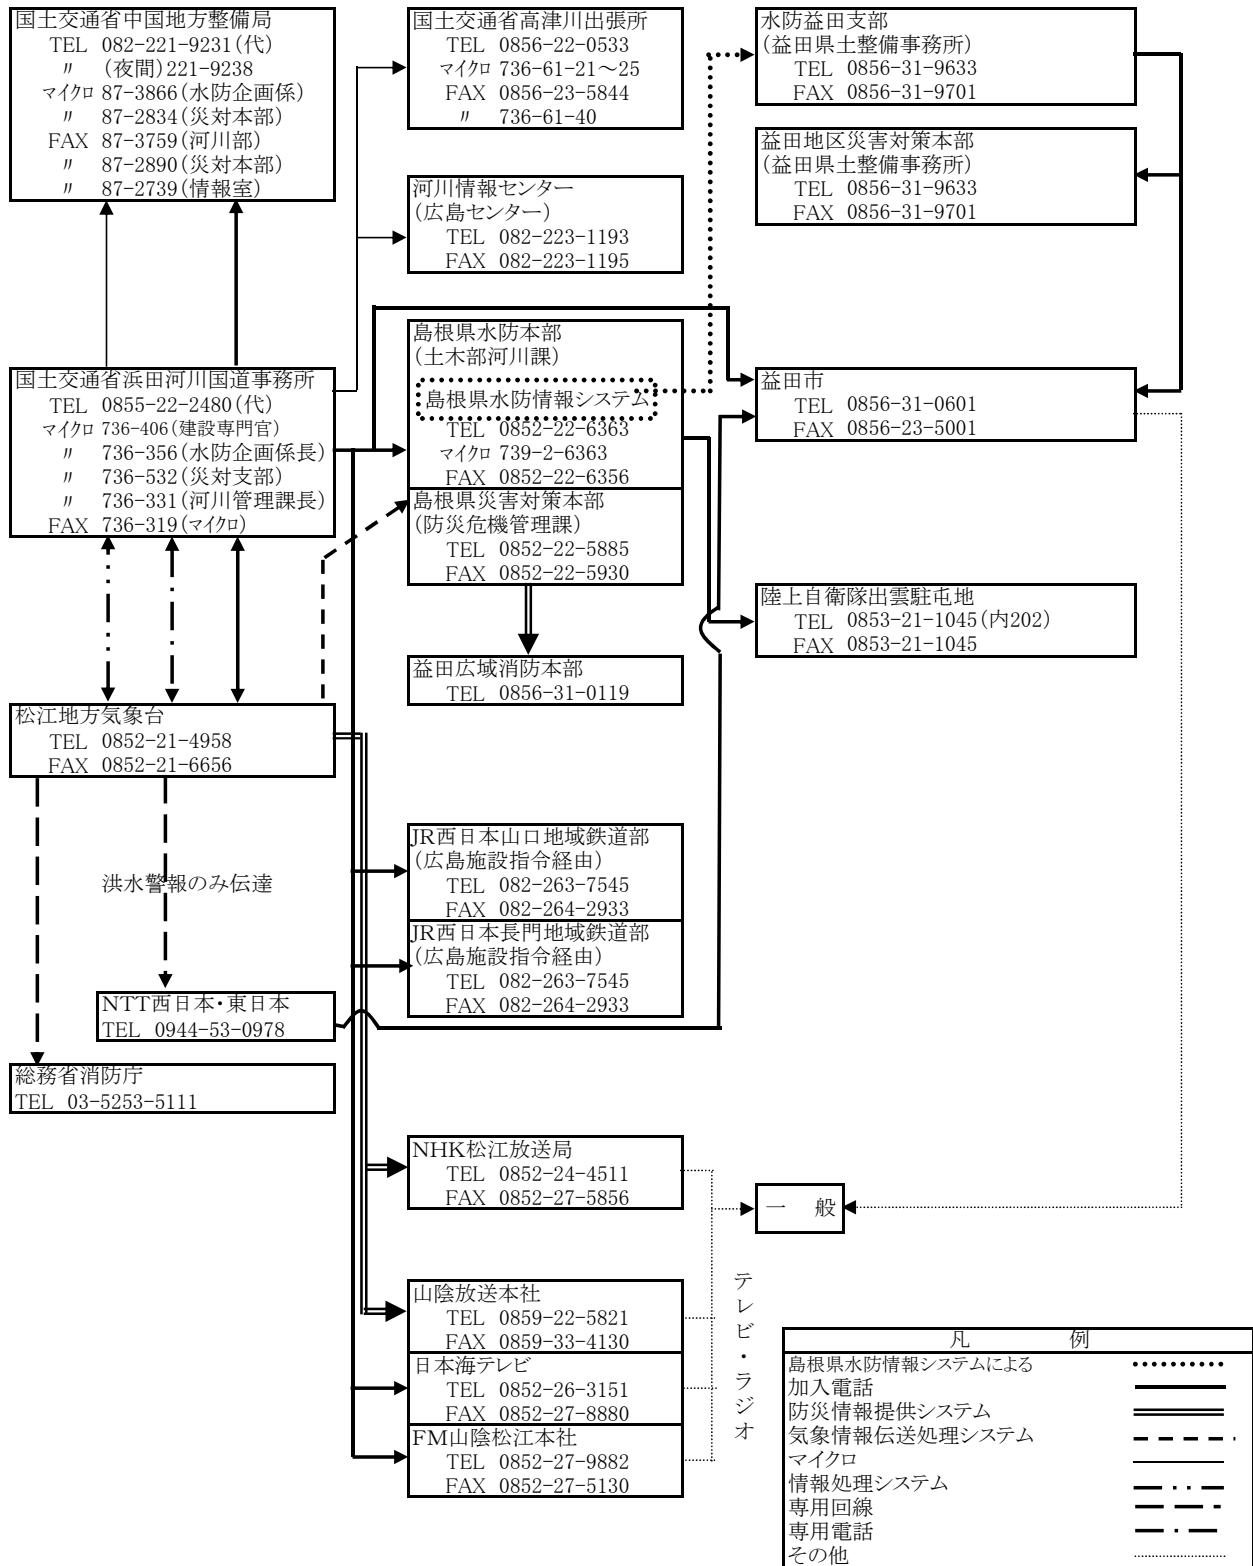 国土交通省中国地方整備局
TEL 082-221-9231(代)
〃 (夜間)221-9238
マイクロ 87-3866(水防企画係)
〃 87-2834(災対本部)
FAX 87-3759(河川部)
〃 87-2890(災対本部)
〃 87-2739(情報室)
国土交通省高津川出張所
TEL 0856-22-0533
マイクロ 736-61-21～25
FAX 0856-23-5844
〃 736-61-40
水防益田支部
(益田県土整備事務所)
TEL 0856-31-9633
FAX 0856-31-9701
益田地区災害対策本部
(益田県土整備事務所)
TEL 0856-31-9633
FAX 0856-31-9701
河川情報センター
(広島センター)
TEL 082-223-1193
FAX 082-223-1195
国土交通省浜田河川国道事務所
TEL 0855-22-2480(代)
マイクロ 736-406(建設専門官)
〃 736-356(水防企画係長)
〃 736-532(災対支部)
〃 736-331(河川管理課長)
FAX 736-319(マイクロ)
島根県水防本部
(土木部河川課)
島根県水防情報システム
TEL 0852-22-6363
マイクロ 739-2-6363
FAX 0852-22-6356
島根県災害対策本部
(防災危機管理課)
TEL 0852-22-5885
FAX 0852-22-5930
益田市
TEL 0856-31-0601
FAX 0856-23-5001
陸上自衛隊出雲駐屯地
TEL 0853-21-1045(内202)
FAX 0853-21-1045
益田広域消防本部
TEL 0856-31-0119
松江地方気象台
TEL 0852-21-4958
FAX 0852-21-6656
洪水警報のみ伝達
JR西日本山口地域鉄道部
(広島施設指令経由)
TEL 082-263-7545
FAX 082-264-2933
JR西日本長門地域鉄道部
(広島施設指令経由)
TEL 082-263-7545
FAX 082-264-2933
NTT西日本・東日本
TEL 0944-53-0978
総務省消防庁
TEL 03-5253-5111
NHK松江放送局
TEL 0852-24-4511
FAX 0852-27-5856
一 般
テレビ・ラジオ
山陰放送本社
TEL 0859-22-5821
FAX 0859-33-4130
日本海テレビ
TEL 0852-26-3151
FAX 0852-27-8880
FM山陰松江本社
TEL 0852-27-9882
FAX 0852-27-5130
凡 例
島根県水防情報システムによる
加入電話
防災情報提供システム
気象情報伝送処理システム
マイクロ
情報処理システム
専用回線
専用電話
その他